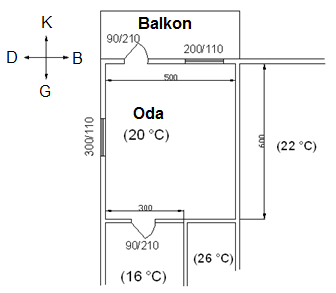 K
D B
G
Balkon
90/210
200/110
500
300/110
Oda
(20 °C)
600
(22 °C)
300
90/210
(16 °C)
(26 °C)